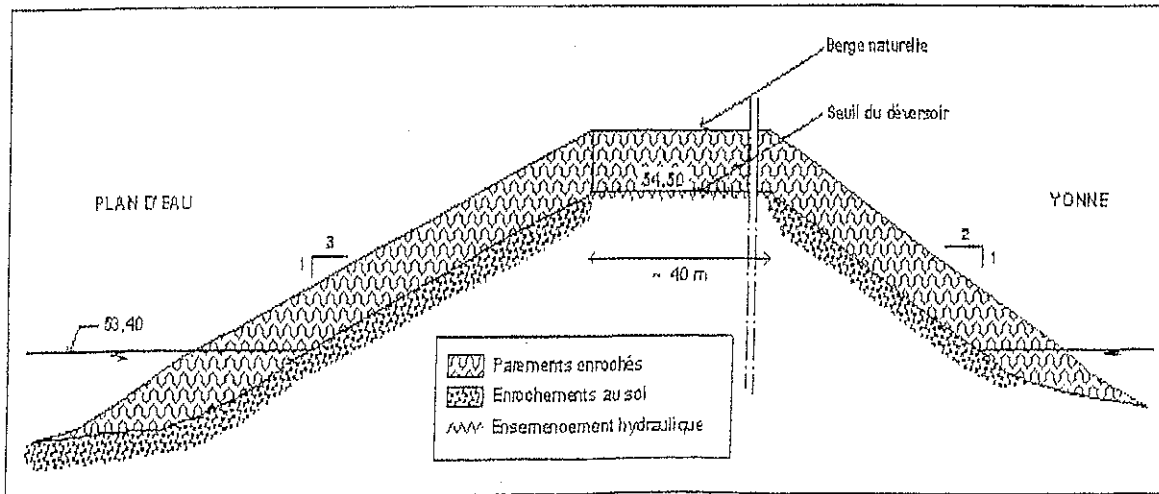 Berge naturelle
Seuil du déversoir
54,50
PLAN D'EAU
YONNE
3
1
2
1
~ 40 m
53,40
Parements enrochés
Enrochements au sol
Ensemencement hydraulique